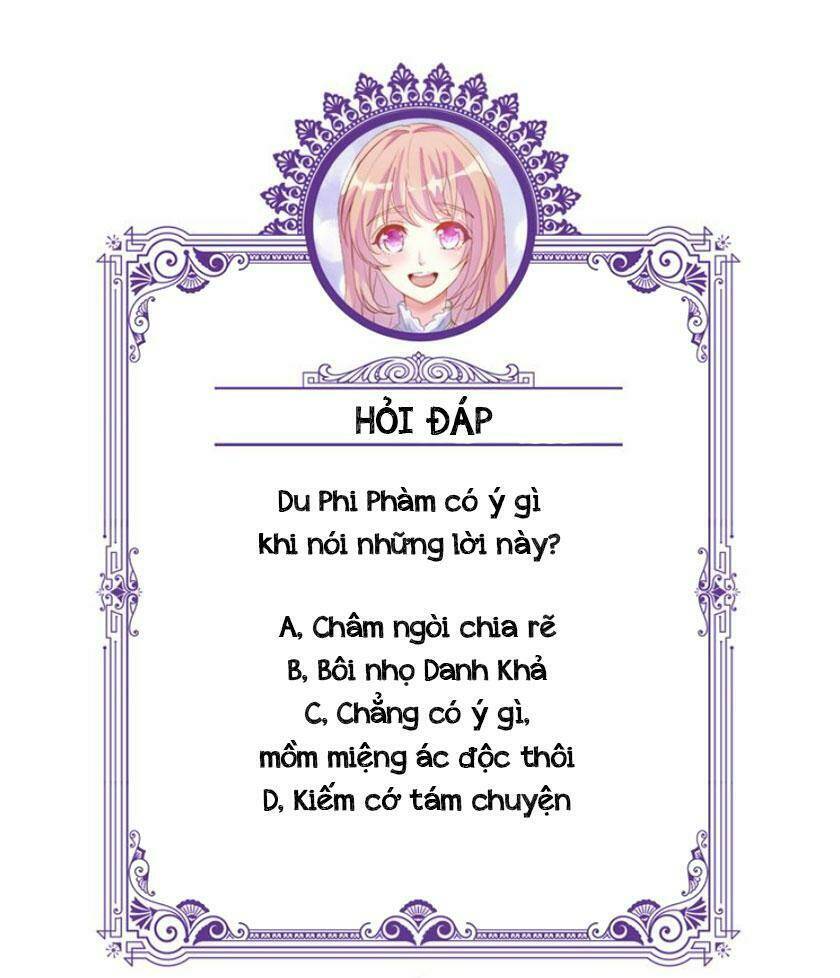 HỎI ĐÁP
Du Phi Phàm có ý gì
khi nói những lời này?
A, Châm ngòi chia rẽ
B, Bôi nhọ Danh Khả
C, Chẳng có ý gì,
mồm miệng ác độc thôi
D, Kiếm cớ tám chuyện